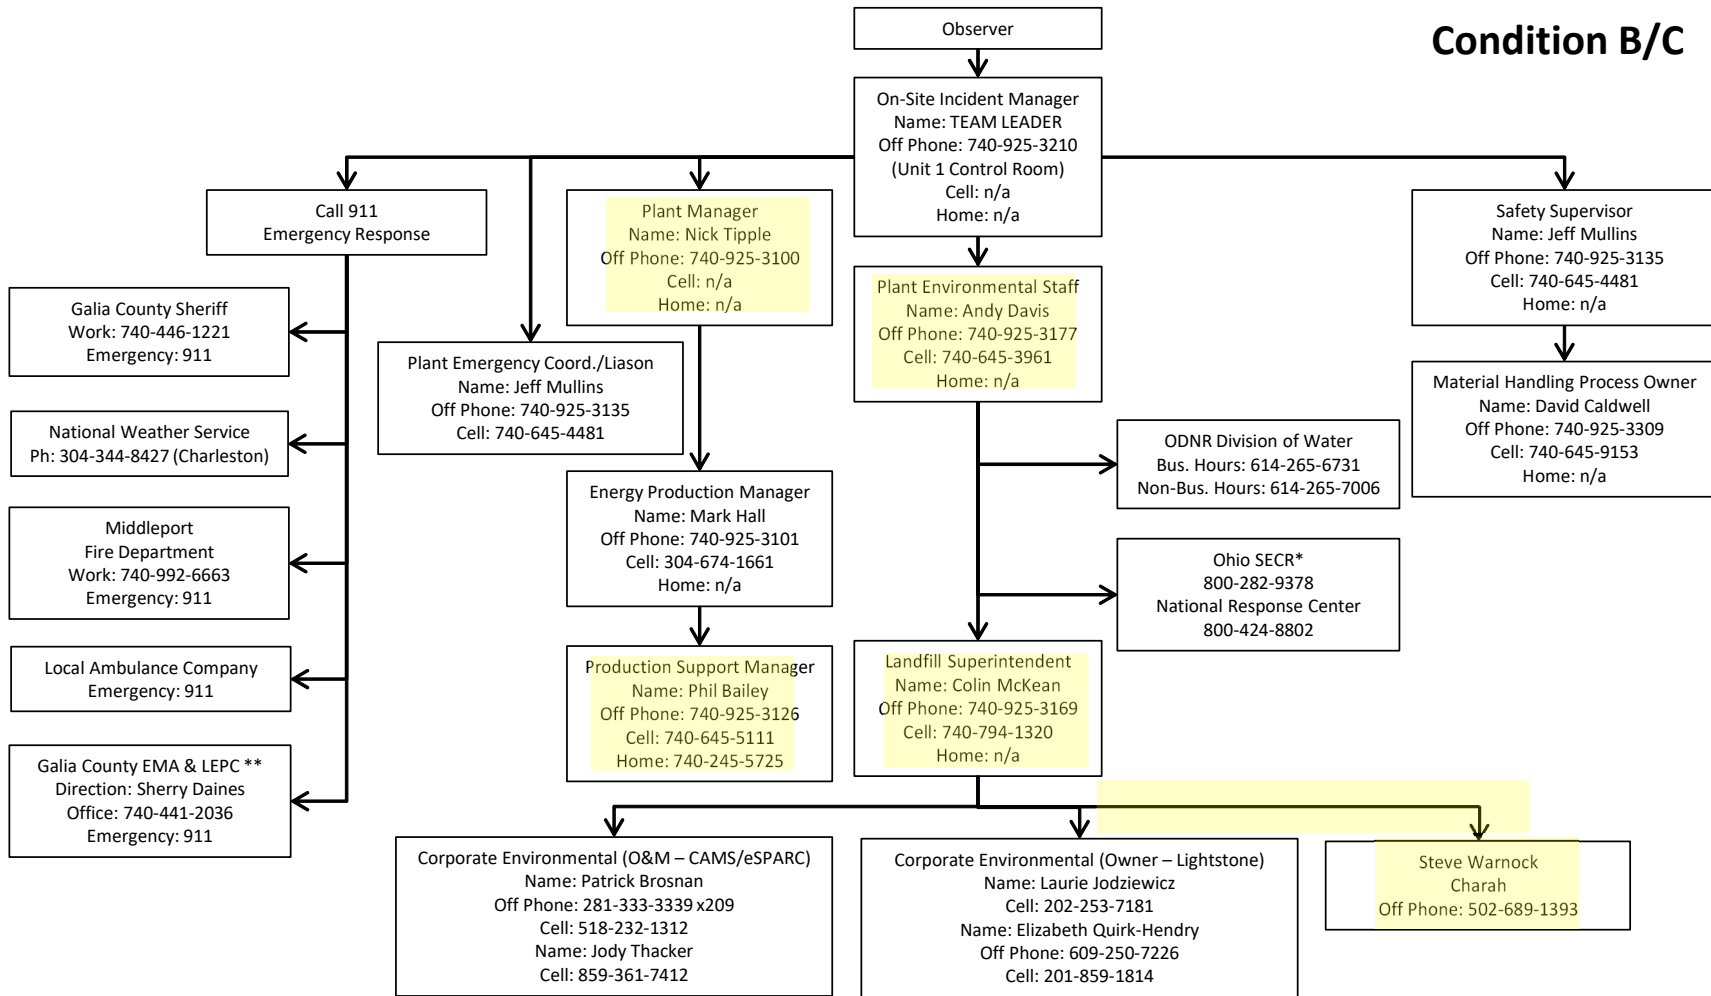 Condition B/C
Observer
On-Site Incident Manager
Name: TEAM LEADER
Off Phone: 740-925-3210
(Unit 1 Control Room)
Cell: n/a
Home: n/a
Call 911
Emergency Response
Galia County Sheriff
Work: 740-446-1221
Emergency: 911
National Weather Service
Ph: 304-344-8427 (Charleston)
Middleport
Fire Department
Work: 740-992-6663
Emergency: 911
Local Ambulance Company
Emergency: 911
Galia County EMA & LEPC **
Direction: Sherry Daines
Office: 740-441-2036
Emergency: 911
Plant Emergency Coord./Liason
Name: Jeff Mullins
Off Phone: 740-925-3135
Cell: 740-645-4481
Plant Manager
Name: Nick Tipple
Off Phone: 740-925-3100
Cell: n/a
Home: n/a
Energy Production Manager
Name: Mark Hall
Off Phone: 740-925-3101
Cell: 304-674-1661
Home: n/a
Production Support Manager
Name: Phil Bailey
Off Phone: 740-925-3126
Cell: 740-645-5111
Home: 740-245-5725
Plant Environmental Staff
Name: Andy Davis
Off Phone: 740-925-3177
Cell: 740-645-3961
Home: n/a
ODNR Division of Water
Bus. Hours: 614-265-6731
Non-Bus. Hours: 614-265-7006
Ohio SECR*
800-282-9378
National Response Center
800-424-8802
Landfill Superintendent
Name: Colin McKean
Off Phone: 740-925-3169
Cell: 740-794-1320
Home: n/a
Safety Supervisor
Name: Jeff Mullins
Off Phone: 740-925-3135
Cell: 740-645-4481
Home: n/a
Material Handling Process Owner
Name: David Caldwell
Off Phone: 740-925-3309
Cell: 740-645-9153
Home: n/a
Corporate Environmental (O&M – CAMS/eSPARC)
Name: Patrick Brosnan
Off Phone: 281-333-3339 x209
Cell: 518-232-1312
Name: Jody Thacker
Cell: 859-361-7412
Corporate Environmental (Owner – Lightstone)
Name: Laurie Jodziewicz
Cell: 202-253-7181
Name: Elizabeth Quirk-Hendry
Off Phone: 609-250-7226
Cell: 201-859-1814
Steve Warnock
Charah
Off Phone: 502-689-1393